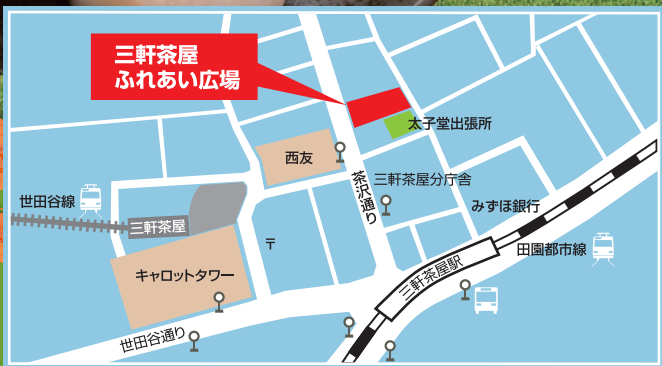 三軒茶屋
ふれあい広場
太子堂出張所
西友
茶沢通り
三軒茶屋分庁舎
世田谷線
みずほ銀行
三軒茶屋
〒
田園都市線
キャロットタワー
三軒茶屋駅
世田谷通り